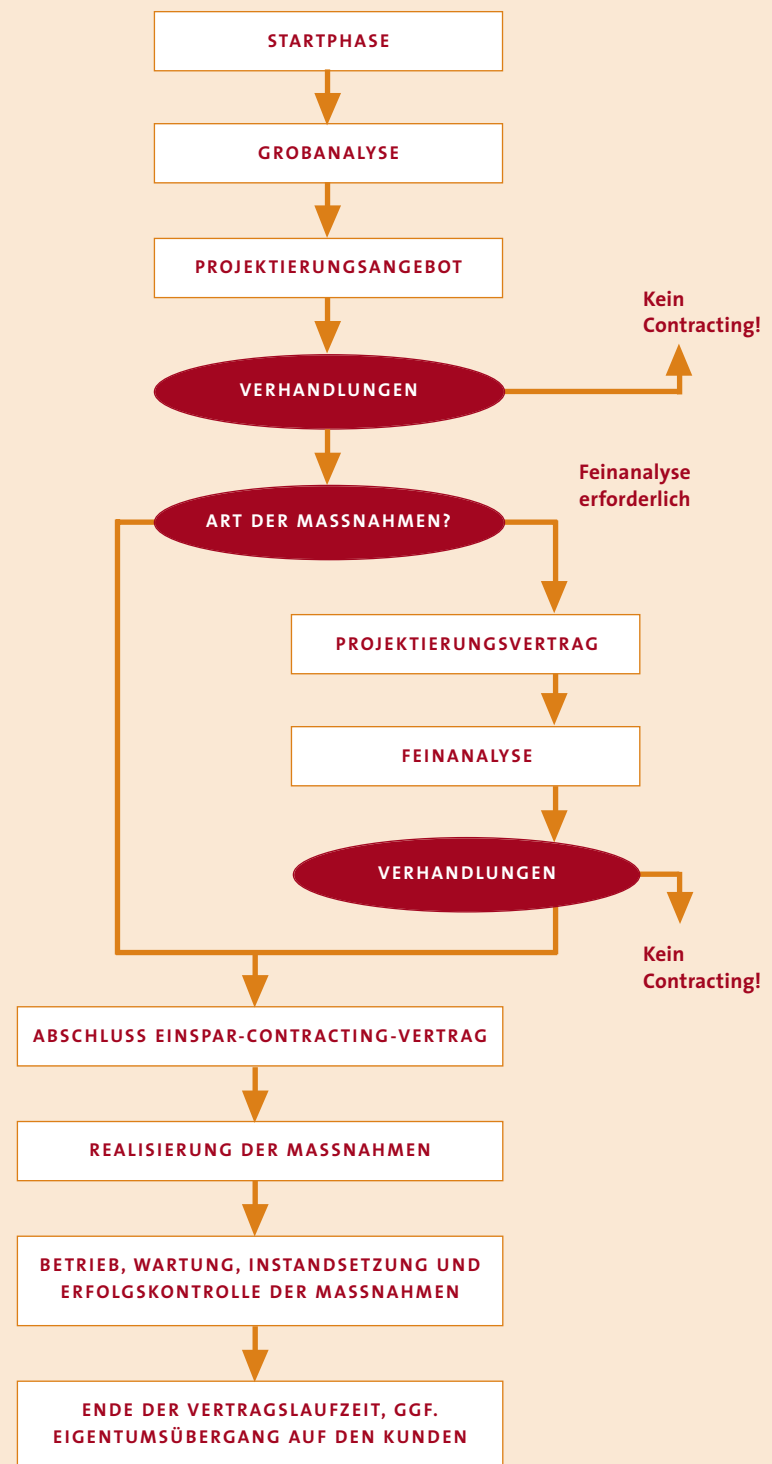 STARTPHASE
GROBANALYSE
PROJEKTIERUNGSANGEBOT
Kein
Contracting!
VERHANDLUNGEN
Feinanalyse
erforderlich
ART DER MASSNAHMEN?
PROJEKTIERUNGSVERTRAG
FEINANALYSE
VERHANDLUNGEN
Kein
Contracting!
ABSCHLUSS EINSPAR-CONTRACTING-VERTRAG
REALISIERUNG DER MASSNAHMEN
BETRIEB, WARTUNG, INSTANDSETZUNG UND
ERFOLGSKONTROLLE DER MASSNAHMEN
ENDE DER VERTRAGSLAUFZEIT, GGF.
EIGENTUMSÜBERGANG AUF DEN KUNDEN